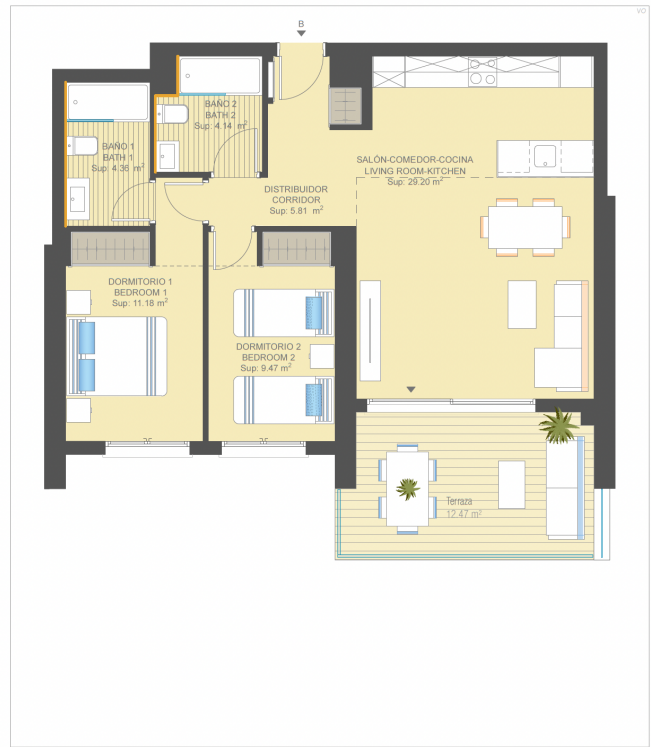 VO
B
BAÑO 2
BATH 2
Sup: 4.14 m²
BAÑO 1
BATH 1
Sup: 4.36 m²
SALÓN-COMEDOR-COCINA
LIVING ROOM-KITCHEN
Sup: 29.20 m²
DISTRIBUIDOR
CORRIDOR
Sup: 5.81 m²
DORMITORIO 1
BEDROOM 1
Sup: 11.18 m²
DORMITORIO 2
BEDROOM 2
Sup: 9.47 m²
Terraza
12.47 m²